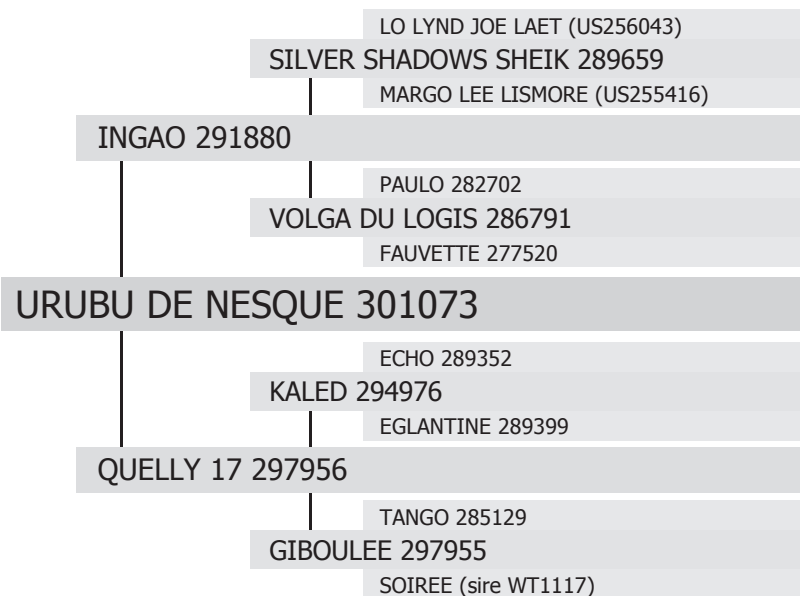 LO LYND JOE LAET (US256043)
SILVER SHADOWS SHEIK 289659
MARGO LEE LISMORE (US255416)
INGAO 291880
PAULO 282702
VOLGA DU LOGIS 286791
FAUVETTE 277520
URUBU DE NESQUE 301073
ECHO 289352
KALED 294976
EGLANTINE 289399
QUELLY 17 297956
TANGO 285129
GIBOULEE 297955
SOIREE (sire WT1117)